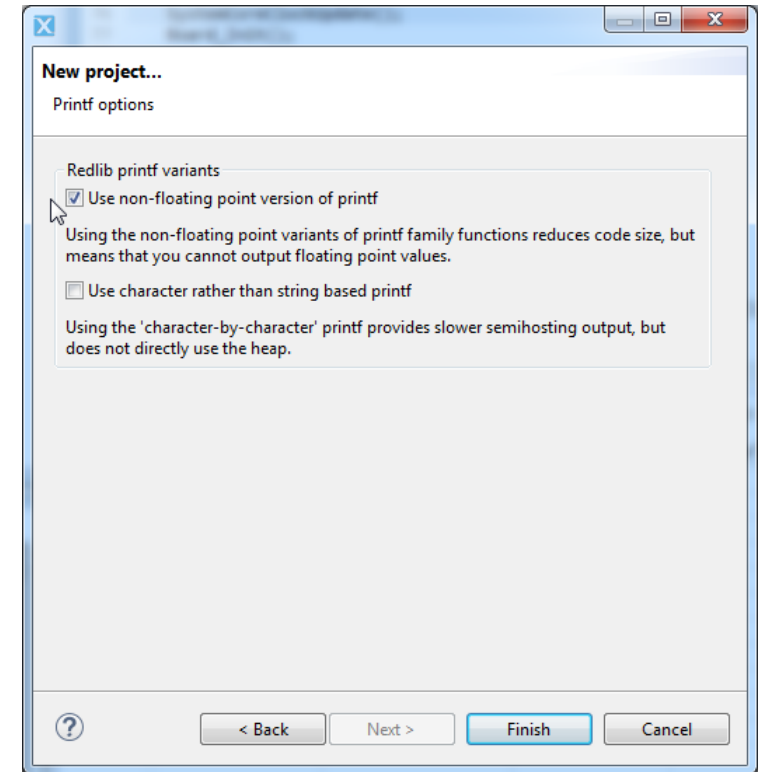 New project...
Printf options
Redlib printf variants
Use non-floating point version of printf
Using the non-floating point variants of printf family functions reduces code size, but
means that you cannot output floating point values.
Use character rather than string based printf
Using the 'character-by-character' printf provides slower semihosting output, but
does not directly use the heap.
?
< Back
Next >
Finish
Cancel